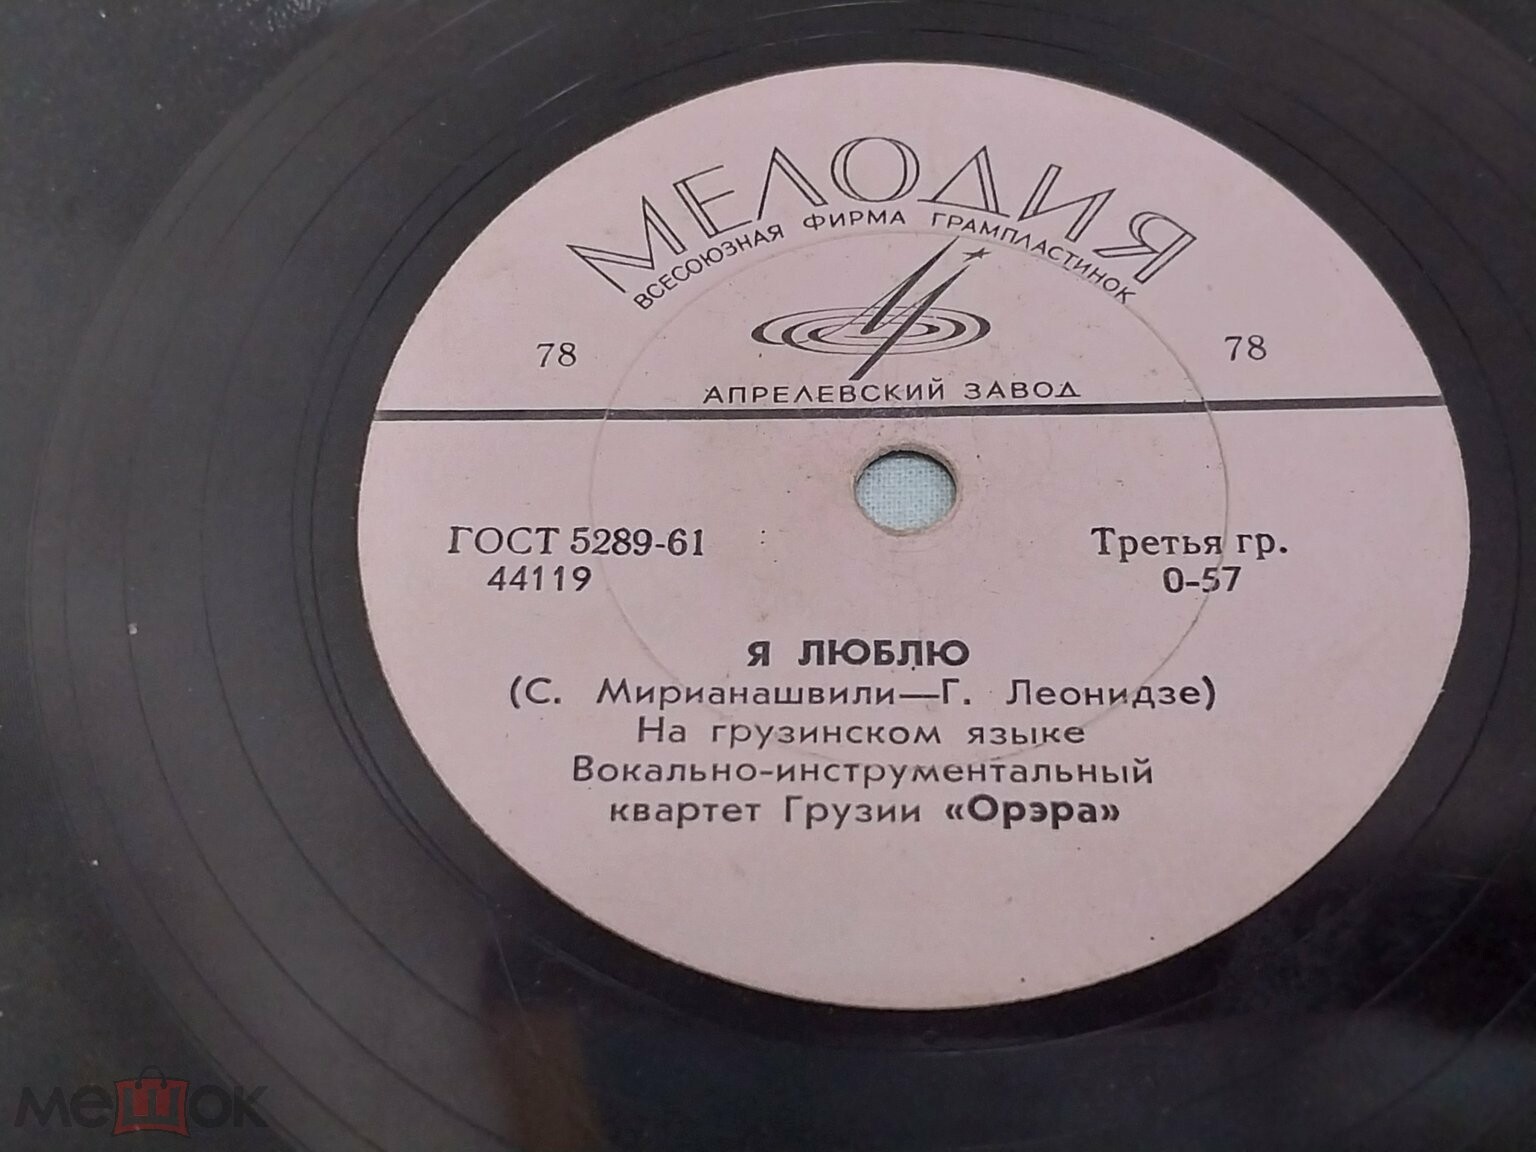 МЕЛОДИЯ
ВСЕСОЮЗНАЯ ФИРМА ГРАМПЛАСТИНОК
78 78
АПРЕЛЕВСКИЙ ЗАВОД
ГОСТ 5289-61 Третья гр.
44119 0-57
Я ЛЮБЛЮ
(С. Мирианашвили—Г. Леонидзе)
На грузинском языке
Вокально-инструментальный
квартет Грузии «Орэра»
мешок